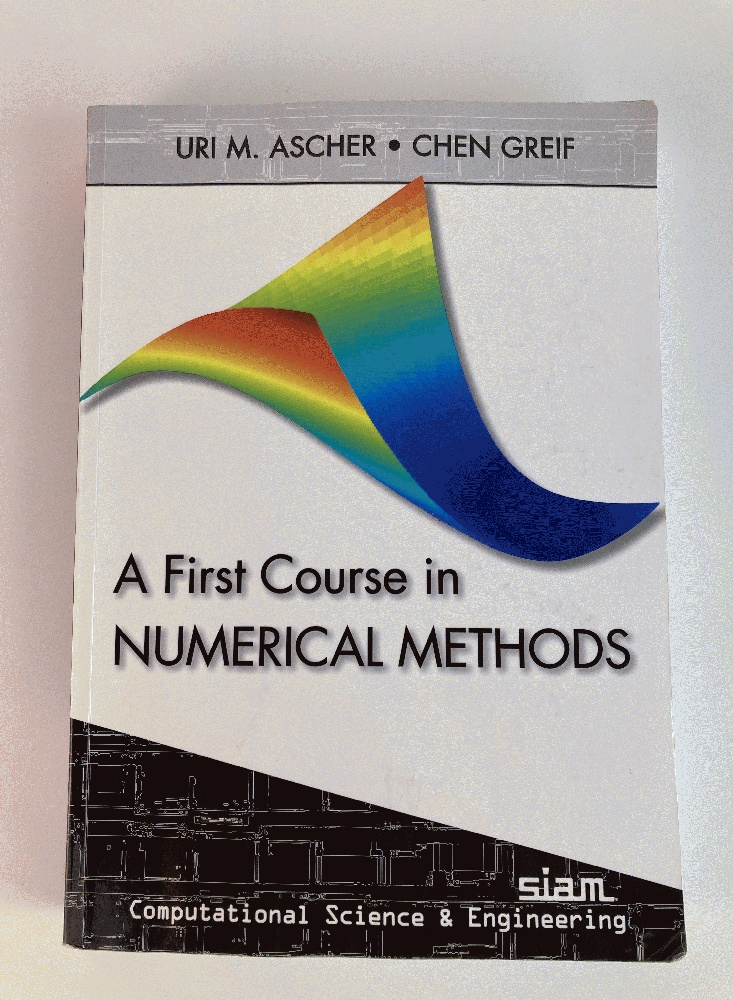 URI M. ASCHER • CHEN GREIF
A First Course in
NUMERICAL METHODS
siam
Computational Science & Engineering